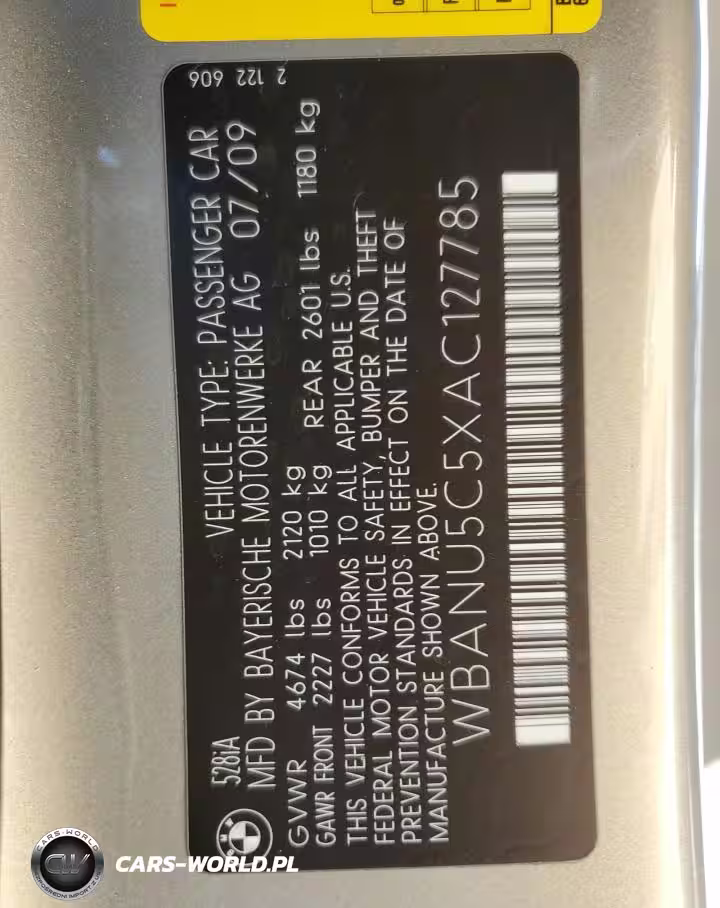 528iA
VEHICLE TYPE: PASSENGER CAR
MFD BY BAYERISCHE MOTORENWERKE AG 07/09
GVWR 4674 lbs 2120 kg
GAWR FRONT 2227 lbs 1010 kg REAR 2601 lbs 1180 kg
THIS VEHICLE CONFORMS TO ALL APPLICABLE U.S.
FEDERAL MOTOR VEHICLE SAFETY, BUMPER AND THEFT
PREVENTION STANDARDS IN EFFECT ON THE DATE OF
MANUFACTURE SHOWN ABOVE.
WBANU5C5XAC127785
2 122 606
CARS-WORLD
CW
CARS-WORLD.PL